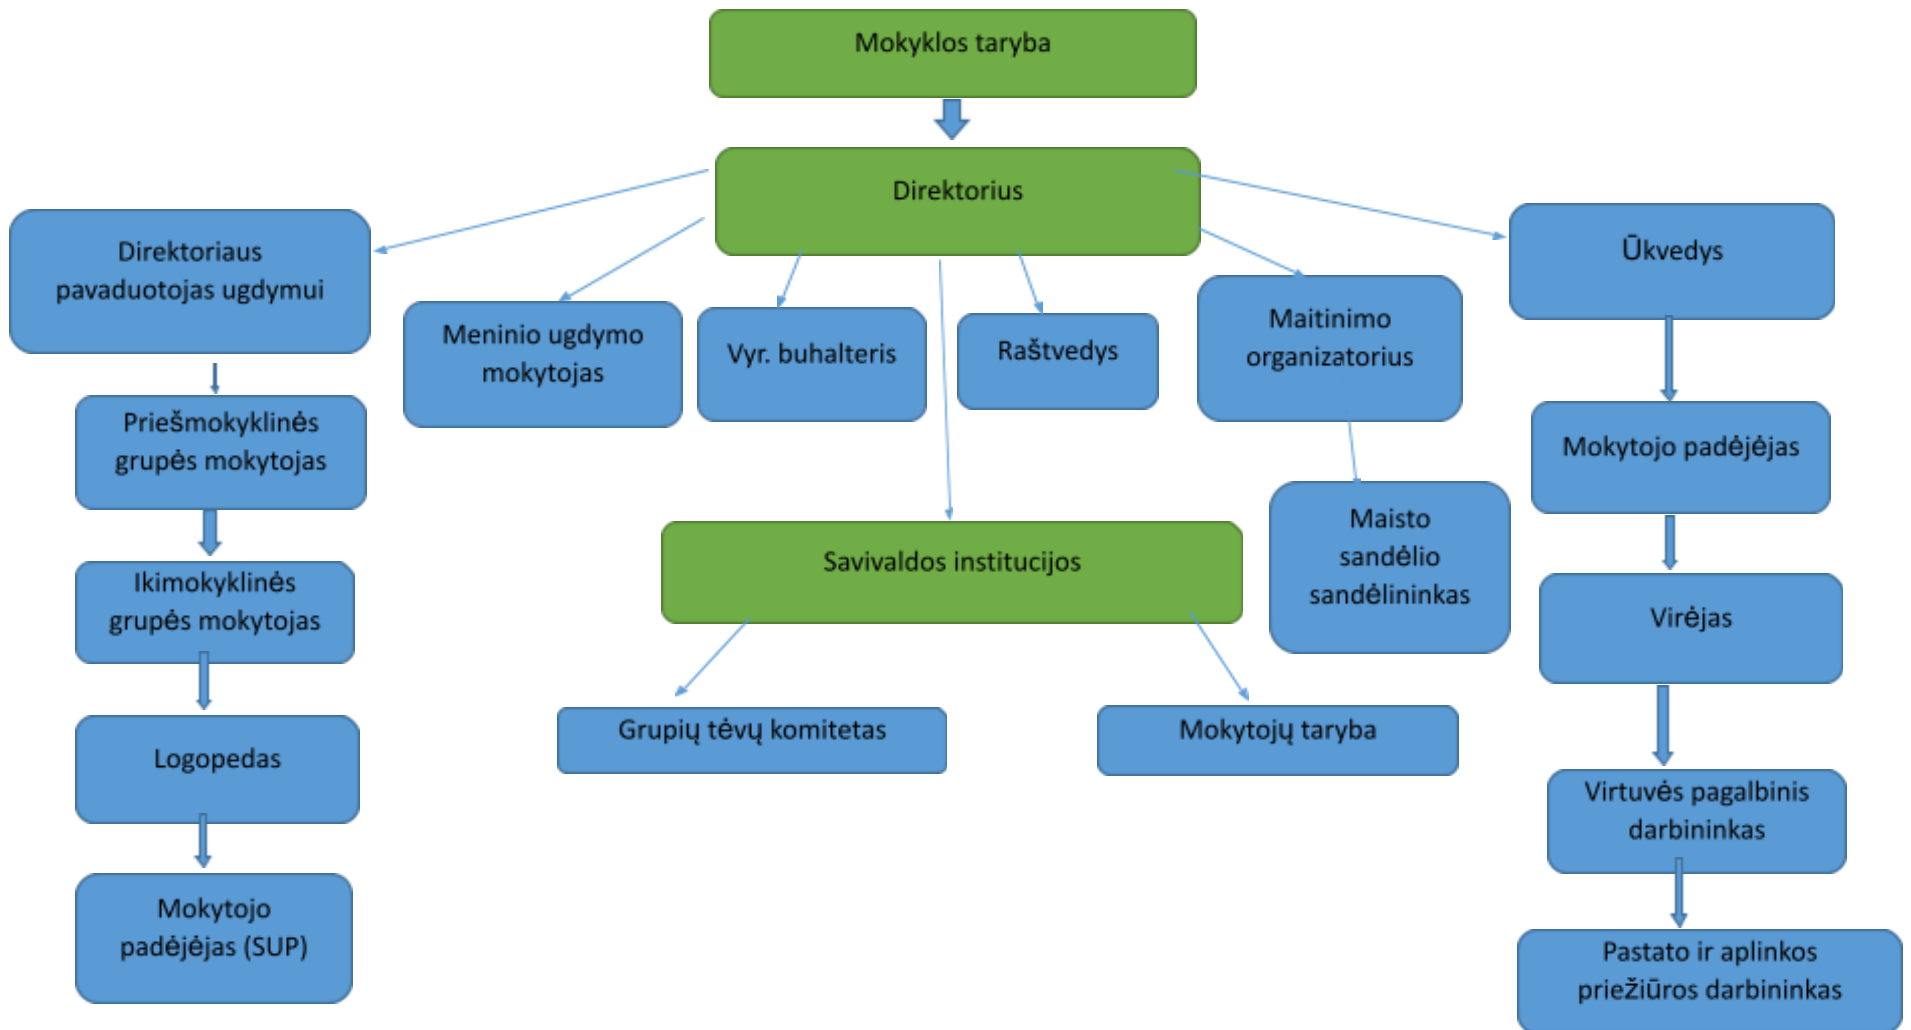 Mokyklos taryba
Direktorius
Direktoriaus
pavaduotojas ugdymui
Ūkvedys
Meninio ugdymo
mokytojas
Vyr. buhalteris
Raštvedys
Maitinimo
organizatorius
Priešmokyklinės
grupės mokytojas
Mokytojo padėjėjas
Ikimokyklinės
grupės mokytojas
Savivaldos institucijos
Maisto
sandėlio
sandėlininkas
Virėjas
Logopedas
Grupių tėvų komitetas
Mokytojų taryba
Virtuvės pagalbinis
darbininkas
Mokytojo
padėjėjas (SUP)
Pastato ir aplinkos
priežiūros darbininkas